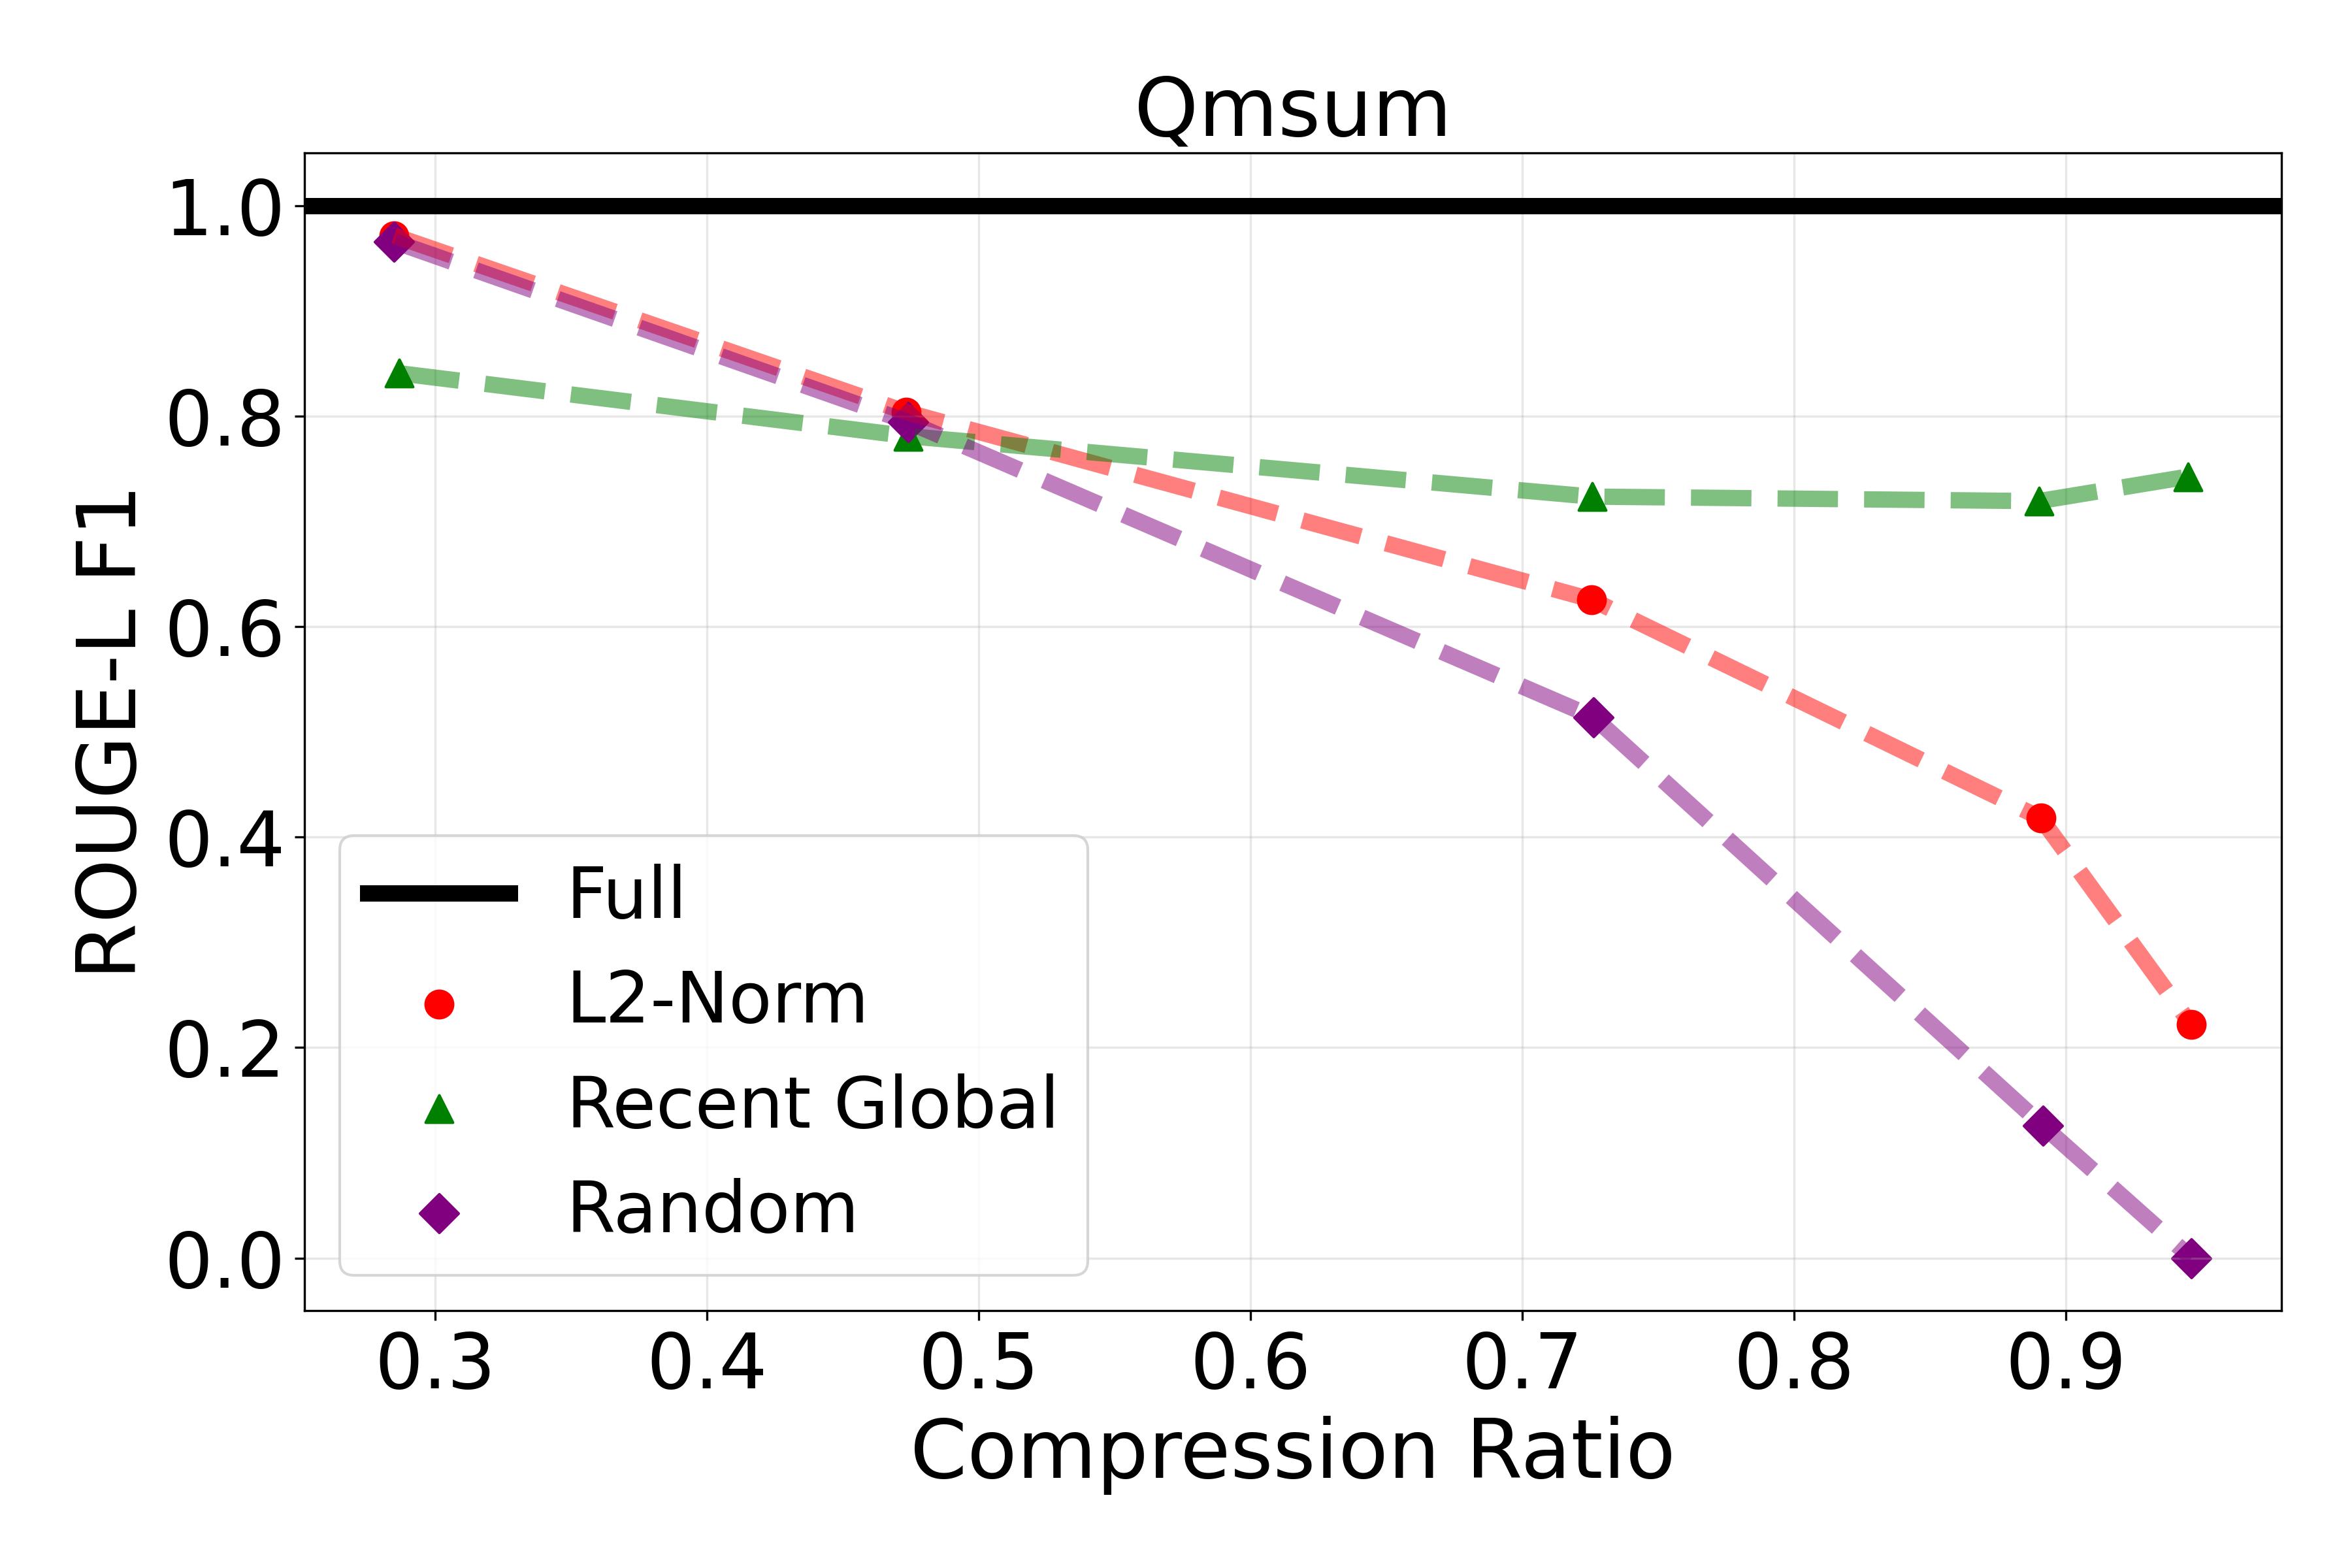 Qmsum
ROUGE-L F1
1.0
0.8
0.6
0.4
0.2
0.0
Full
L2-Norm
Recent Global
Random
0.3 0.4 0.5 0.6 0.7 0.8 0.9
Compression Ratio